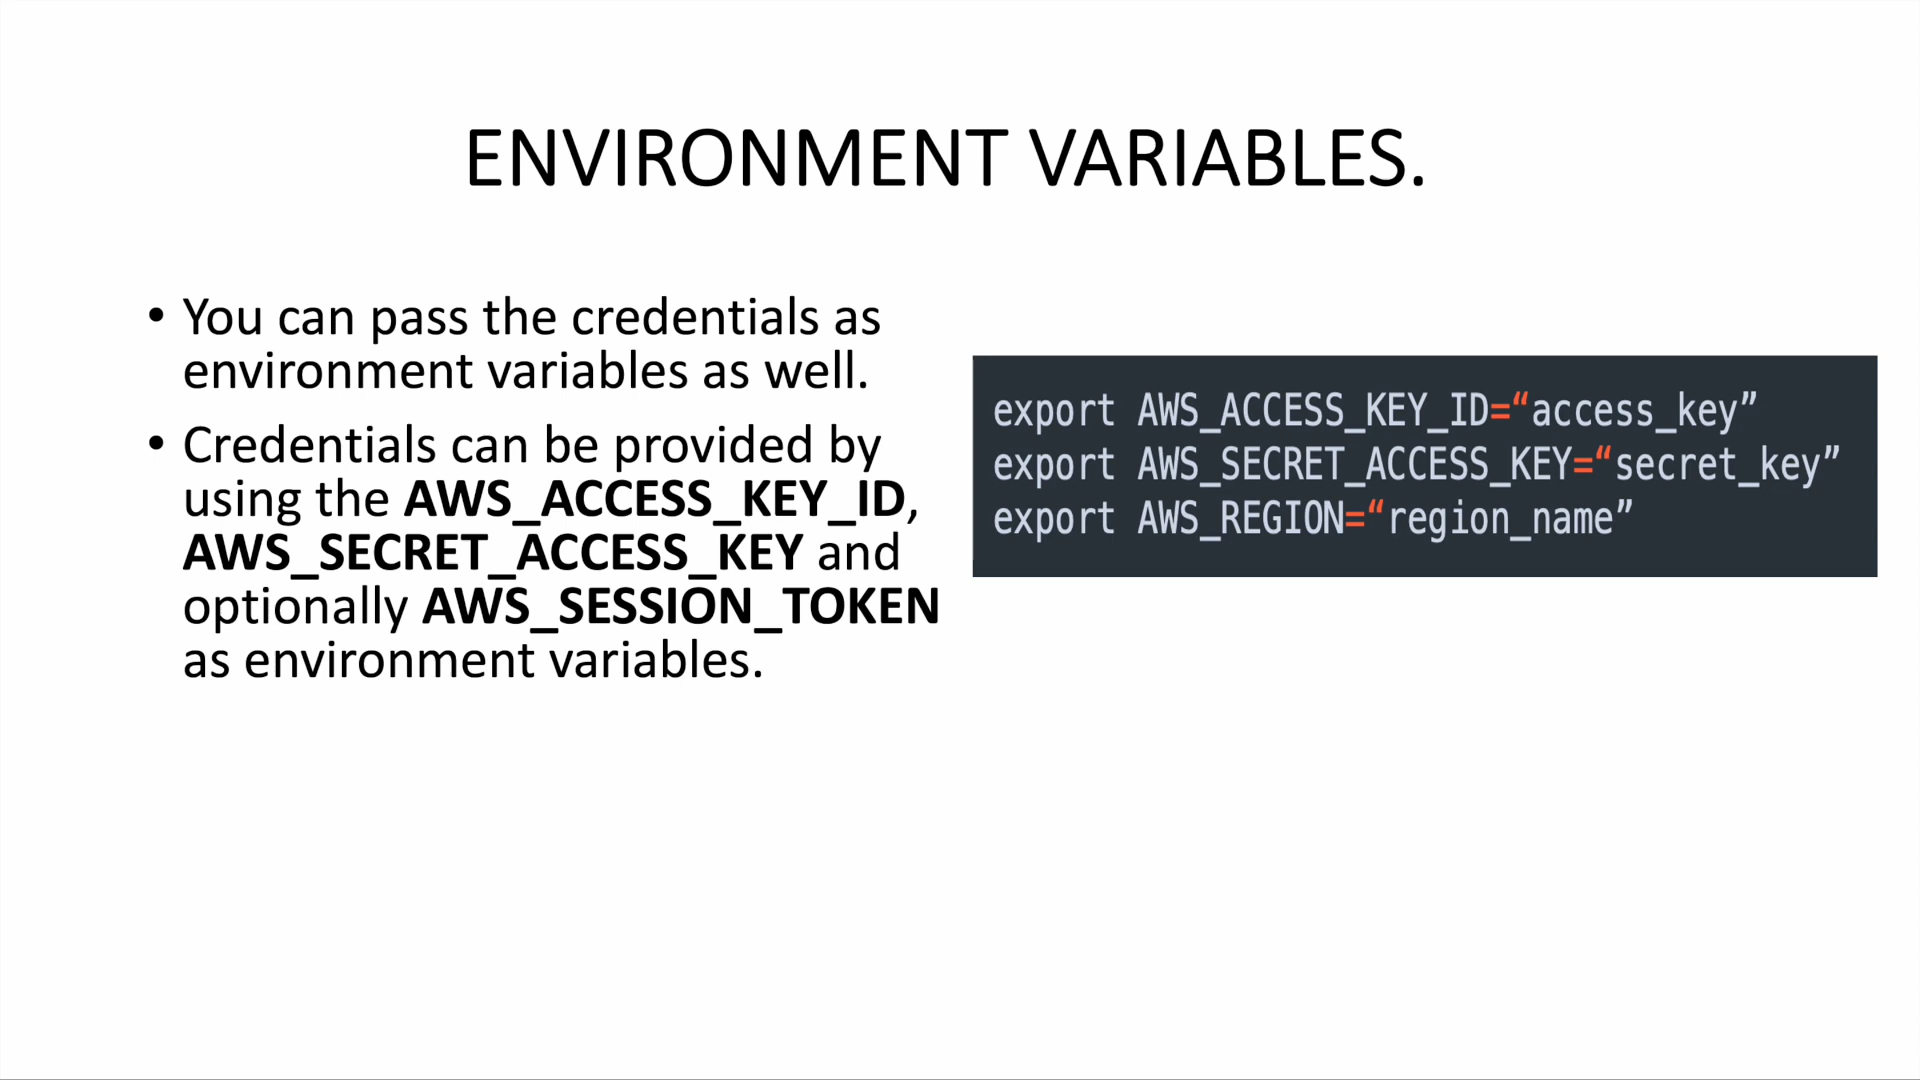 ENVIRONMENT VARIABLES.
• You can pass the credentials as
environment variables as well.
• Credentials can be provided by
using the AWS_ACCESS_KEY_ID,
AWS_SECRET_ACCESS_KEY and
optionally AWS_SESSION_TOKEN
as environment variables.
export AWS_ACCESS_KEY_ID=“access_key”
export AWS_SECRET_ACCESS_KEY=“secret_key”
export AWS_REGION=“region_name”